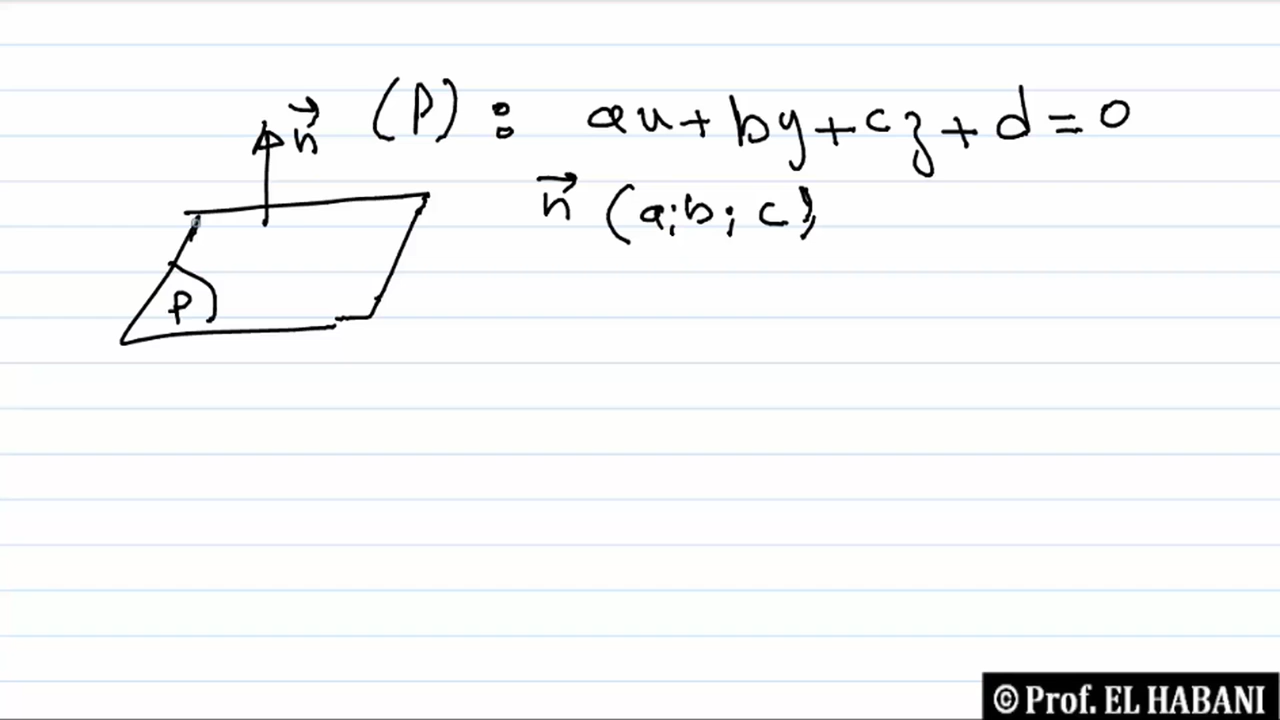 n⃗ (P) : ax + by + cz + d = 0
n⃗ (a; b; c)
P
© Prof. EL HABANI